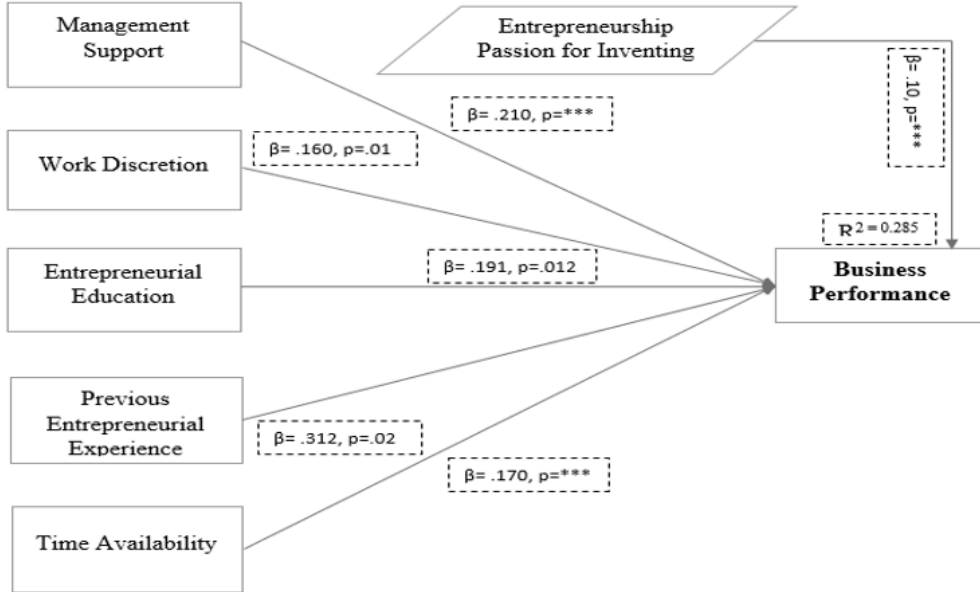 Management
Support
Entrepreneurship
Passion for Inventing
β= .210, p=***
β= .10, p=***
Work Discretion
β= .160, p=.01
R² = 0.285
Entrepreneurial
Education
β= .191, p=.012
Business
Performance
Previous
Entrepreneurial
Experience
β= .312, p=.02
β= .170, p=***
Time Availability